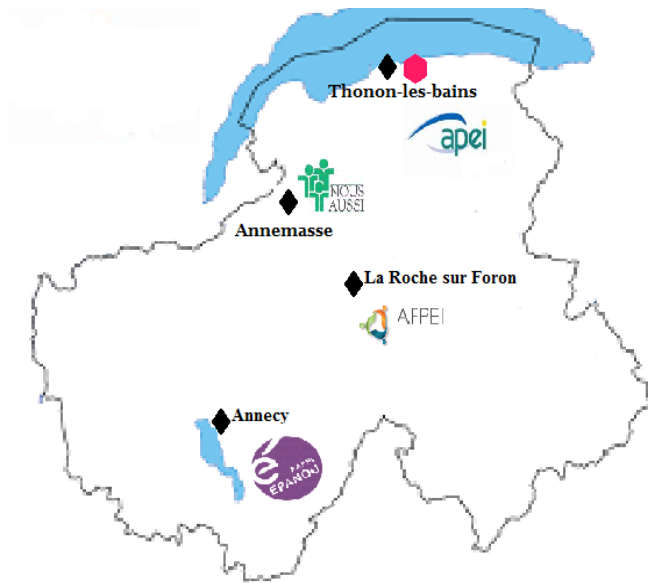 Thonon-les-bains
apei
NOUS
AUSSI
Annemasse
La Roche sur Foron
AFPEI
Annecy
é
EPANOU